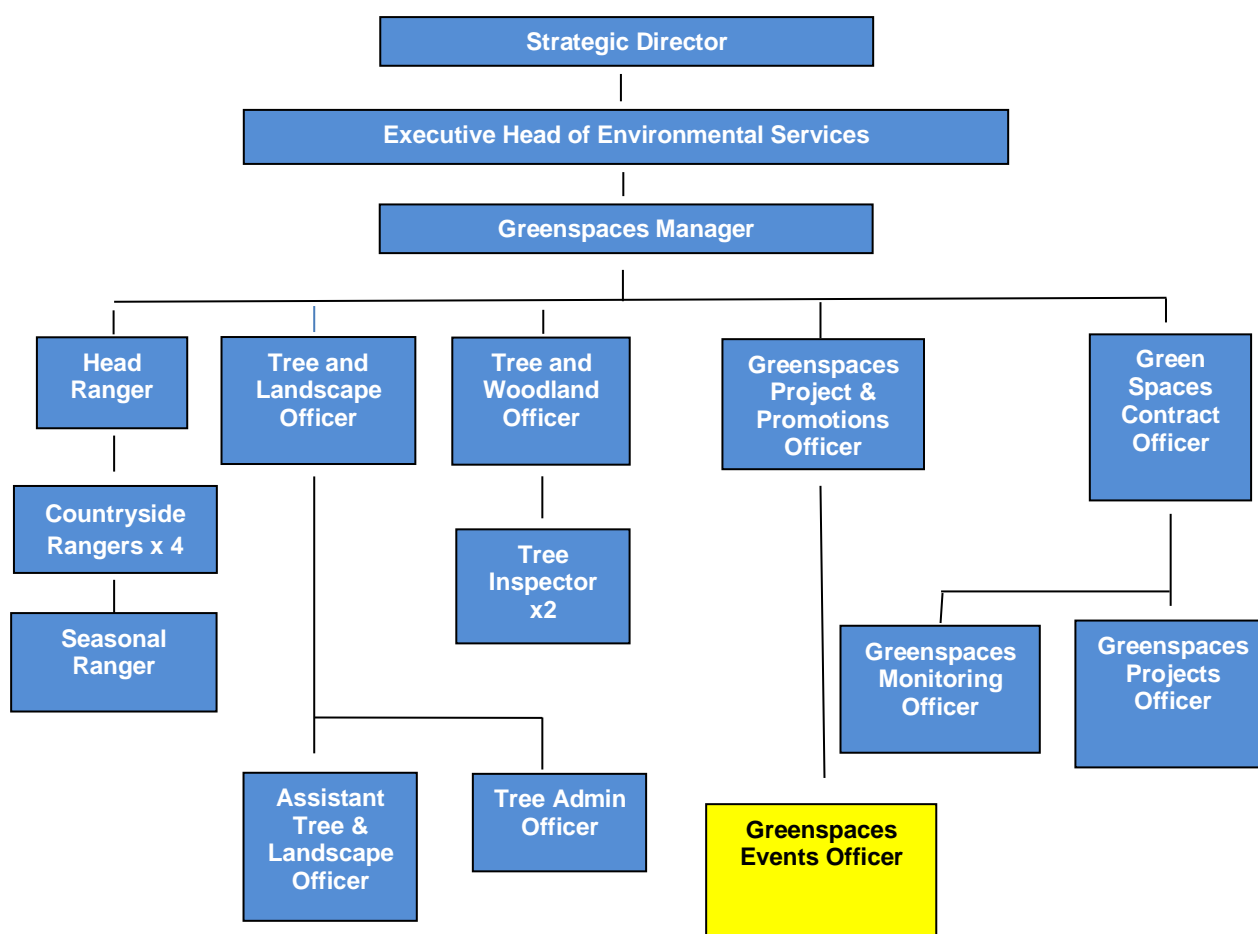 Strategic Director
Executive Head of Environmental Services
Greenspaces Manager
Head
Ranger
Tree and
Landscape
Officer
Tree and
Woodland
Officer
Greenspaces
Project &
Promotions
Officer
Green
Spaces
Contract
Officer
Countryside
Rangers x 4
Tree
Inspector
x2
Seasonal
Ranger
Greenspaces
Monitoring
Officer
Greenspaces
Projects
Officer
Assistant
Tree &
Landscape
Officer
Tree Admin
Officer
Greenspaces
Events Officer